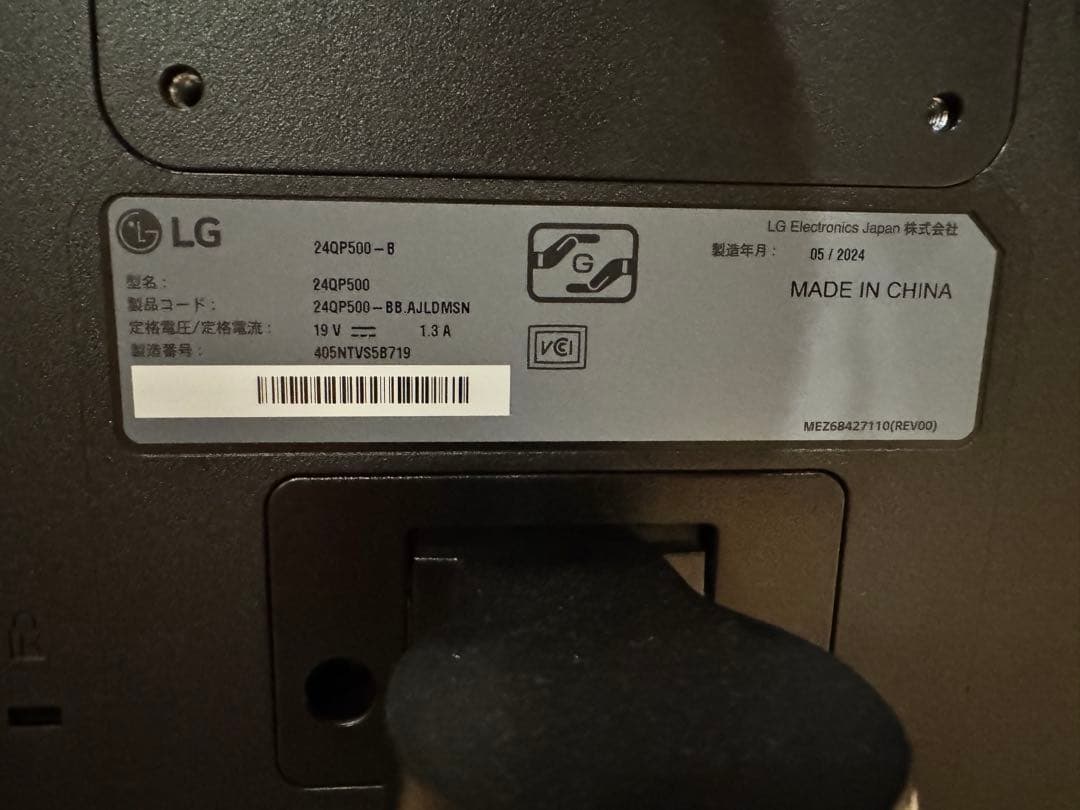 LG
24QP500-B
型名: 24QP500
製品コード: 24QP500-BB.AJLDMSN
定格電圧/定格電流: 19 V 1.3 A
製造番号: 405NTVS5B719
G
VCI
LG Electronics Japan 株式会社
製造年月: 05 / 2024
MADE IN CHINA
MEZ68427110(REV00)
K